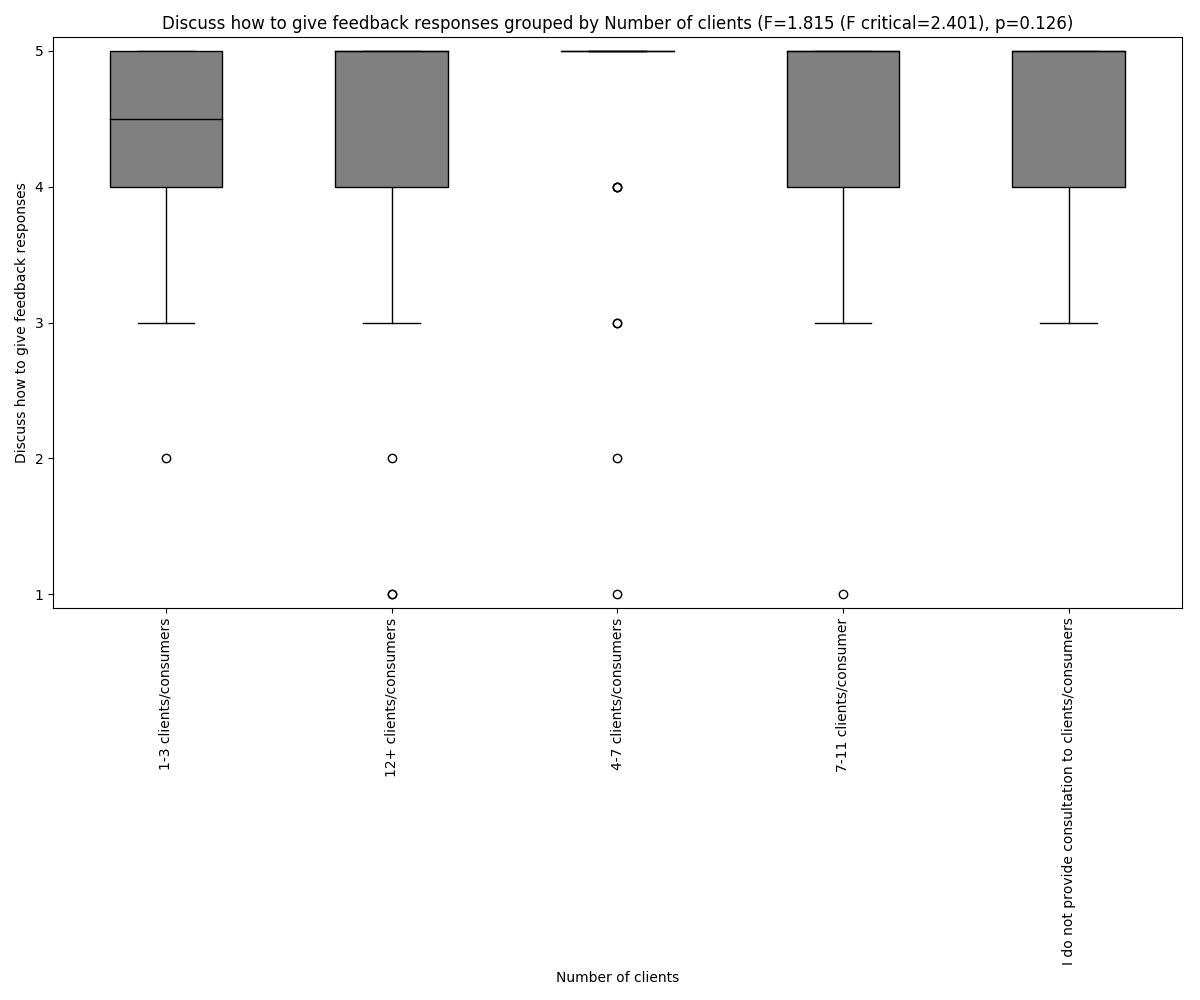 Discuss how to give feedback responses grouped by Number of clients (F=1.815 (F critical=2.401), p=0.126)
Discuss how to give feedback responses
5
4
3
2
1
1-3 clients/consumers
12+ clients/consumers
4-7 clients/consumers
7-11 clients/consumer
I do not provide consultation to clients/consumers
Number of clients